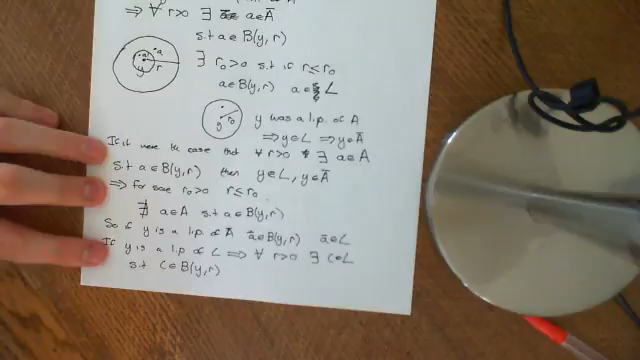 ⇒ ∀ r>0 ∃ a∈Ā
s.t a∈B(y,r)
a
r
y
∃ r₀>0 s.t if r≤r₀
a∈B(y,r) a∈L
y r₀
y was a l.p. of A
⇒y∈L ⇒y∈Ā
If it were the case that ∀ r>0 ∃ a∈A
s.t a∈B(y,r) then y∈L, y∈Ā
⇒ for some r₀>0 r≤r₀
∄ a∈A s.t a∈B(y,r)
So if y is a l.p. of Ā ā∈B(y,r) ā∈L
If y is a l.p of L ⇒ ∀ r>0 ∃ c∈L
s.t c∈B(y,r)